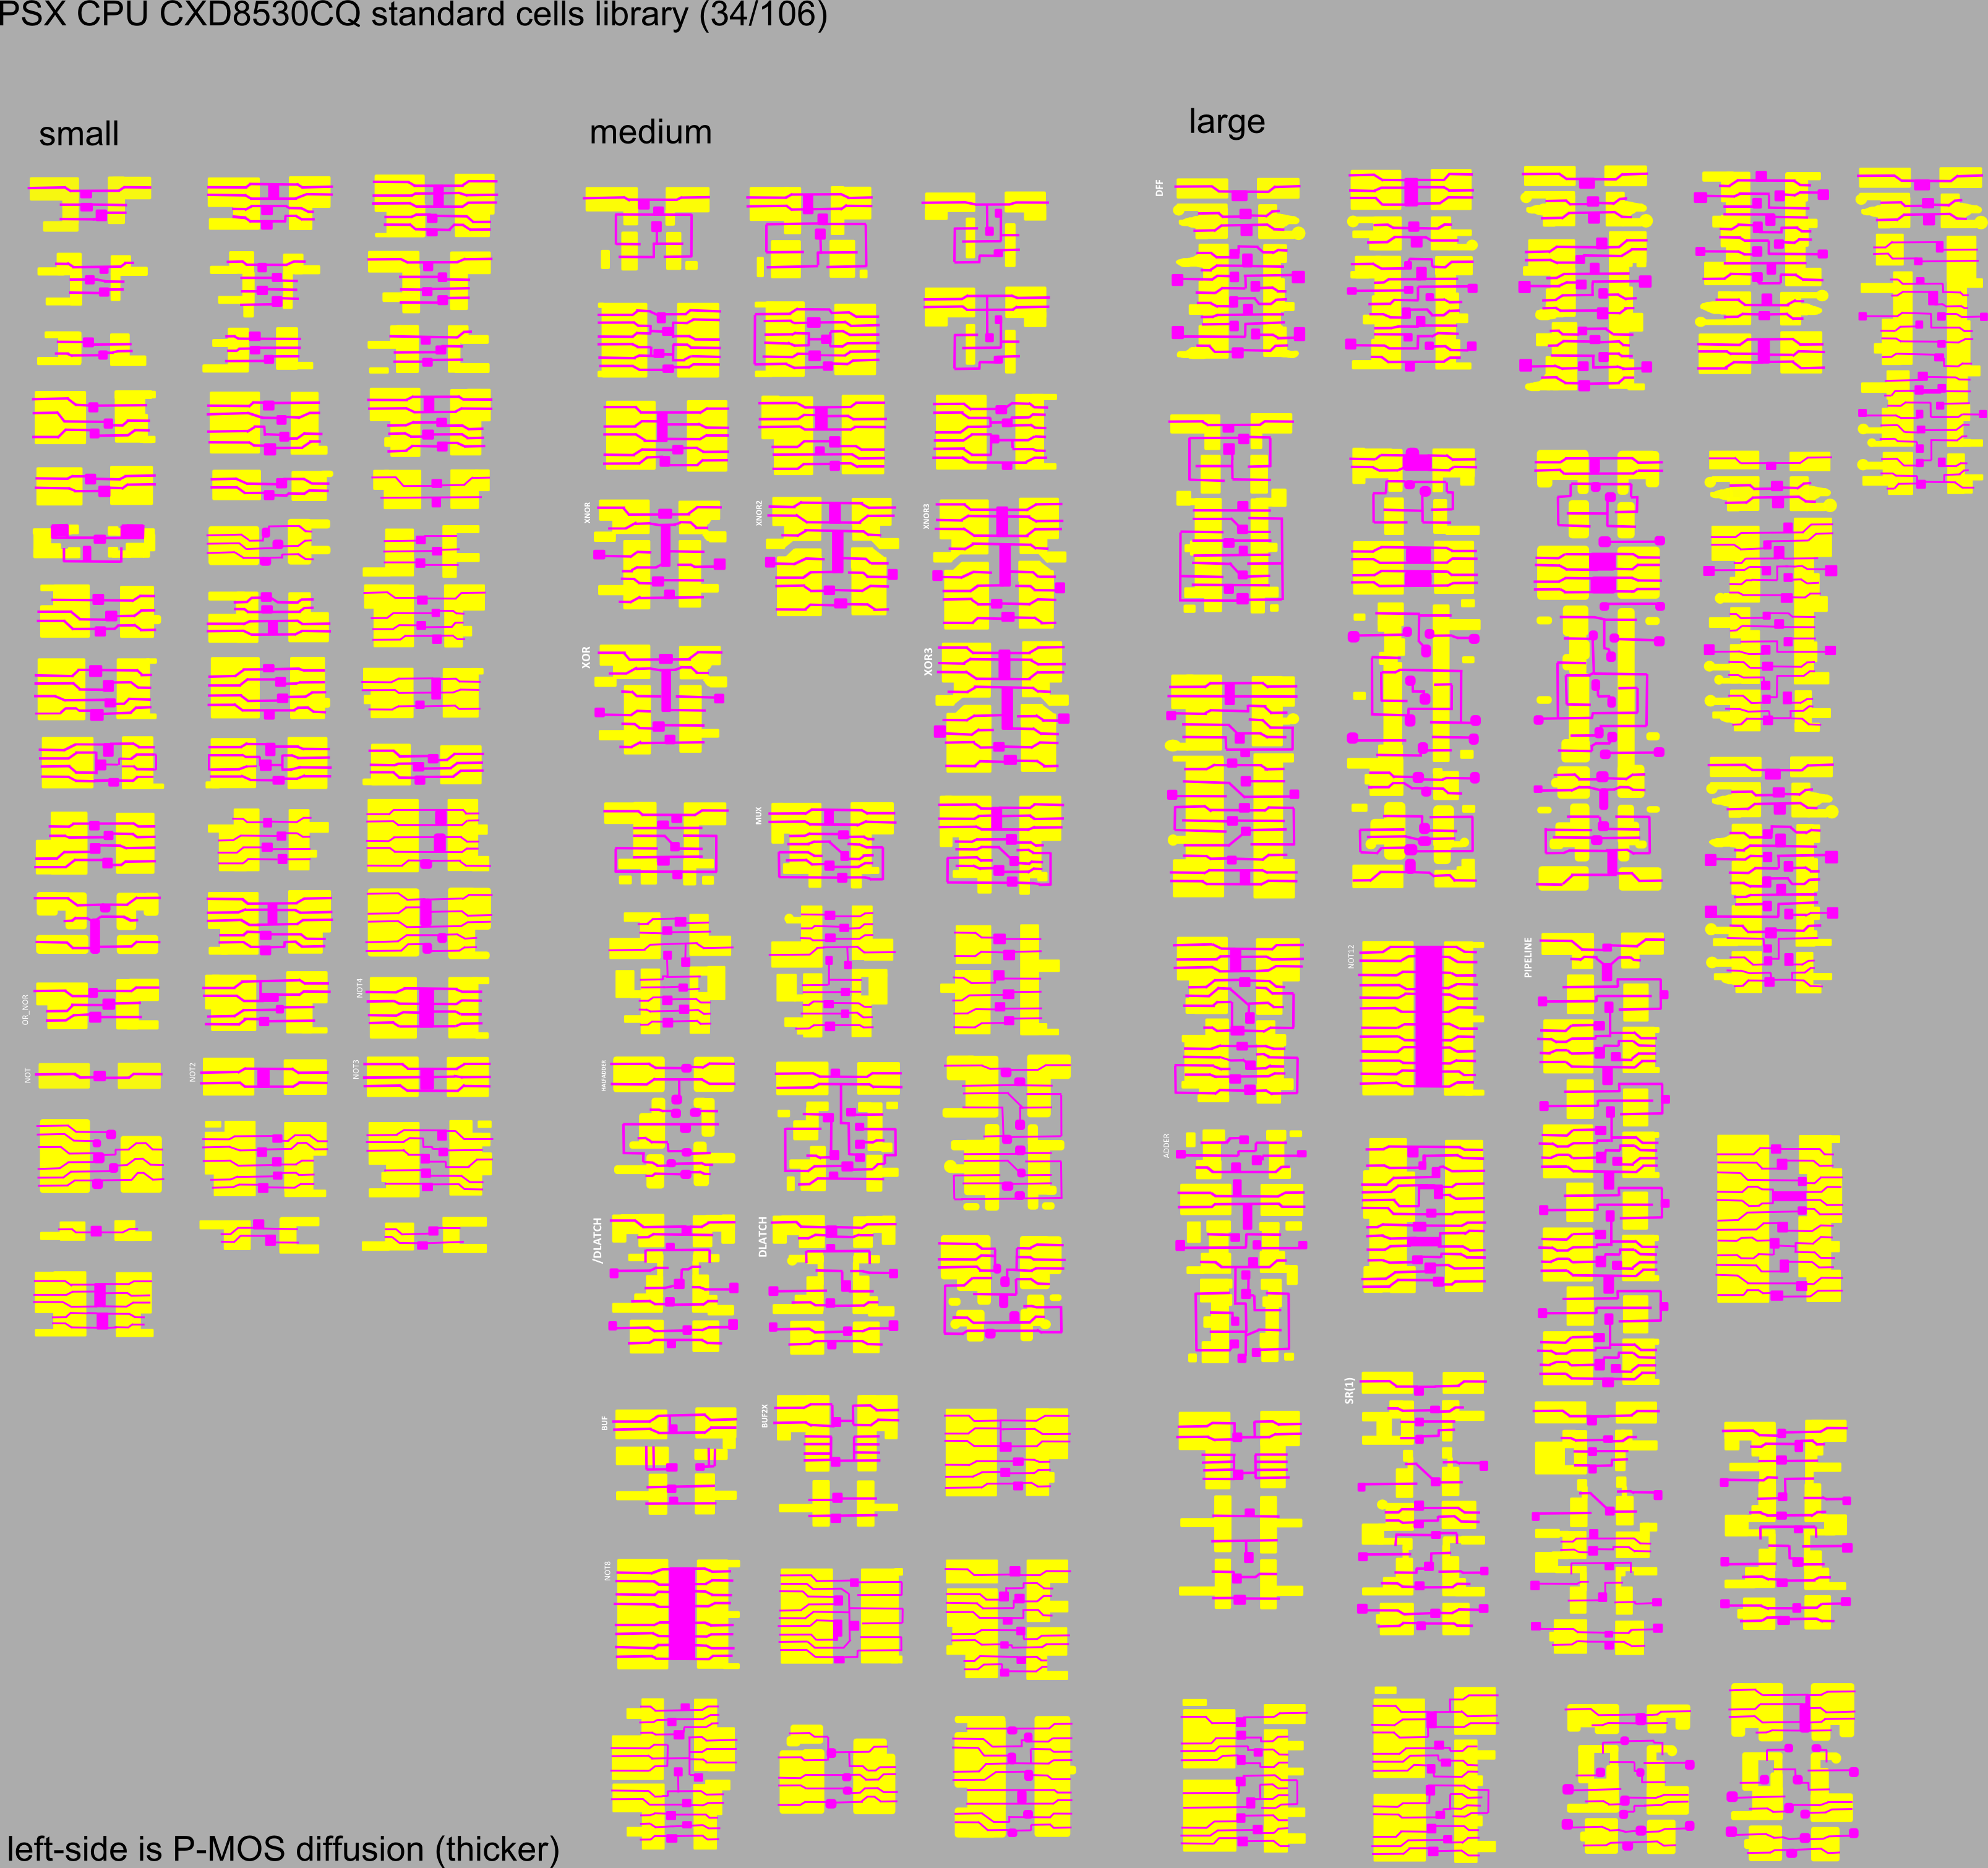 PSX CPU CXD8530CQ standard cells library (34/106)
small
medium
large
DFF
XNOR
XNOR2
XNOR3
XOR
XOR3
MUX
OR_NOR
NOT4
NOT12
PIPELINE
NOT
NOT2
NOT3
HALFADDER
ADDER
/DLATCH
DLATCH
SR(1)
BUF
BUF2X
NOT8
left-side is P-MOS diffusion (thicker)